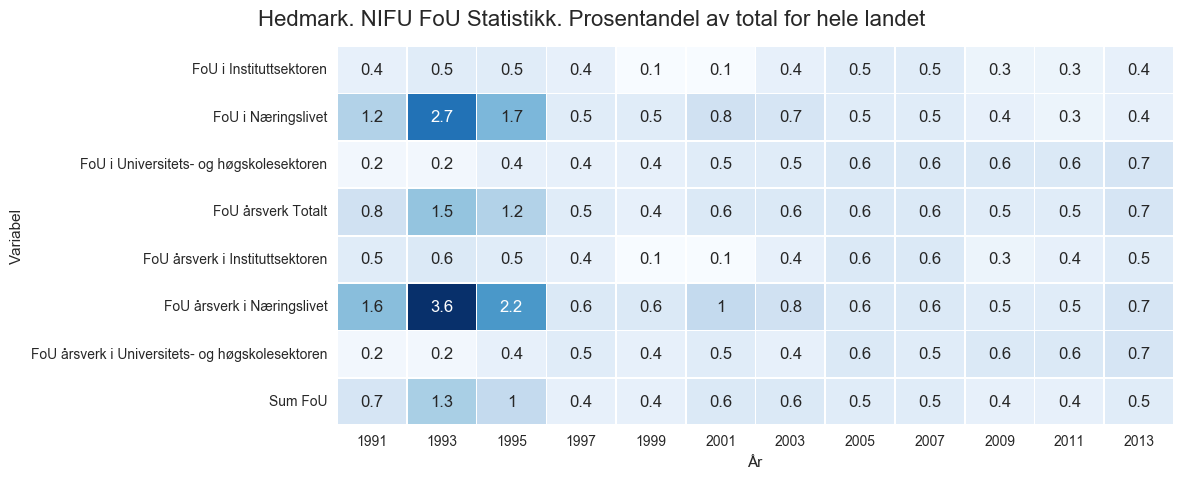 Hedmark. NIFU FoU Statistikk. Prosentandel av total for hele landet
Variabel
FoU i Instituttsektoren 0.4 0.5 0.5 0.4 0.1 0.1 0.4 0.5 0.5 0.3 0.3 0.4
FoU i Næringslivet 1.2 2.7 1.7 0.5 0.5 0.8 0.7 0.5 0.5 0.4 0.3 0.4
FoU i Universitets- og høgskolesektoren 0.2 0.2 0.4 0.4 0.4 0.5 0.5 0.6 0.6 0.6 0.6 0.7
FoU årsverk Totalt 0.8 1.5 1.2 0.5 0.4 0.6 0.6 0.6 0.6 0.5 0.5 0.7
FoU årsverk i Instituttsektoren 0.5 0.6 0.5 0.4 0.1 0.1 0.4 0.6 0.6 0.3 0.4 0.5
FoU årsverk i Næringslivet 1.6 3.6 2.2 0.6 0.6 1 0.8 0.6 0.6 0.5 0.5 0.7
FoU årsverk i Universitets- og høgskolesektoren 0.2 0.2 0.4 0.5 0.4 0.5 0.4 0.6 0.5 0.6 0.6 0.7
Sum FoU 0.7 1.3 1 0.4 0.4 0.6 0.6 0.5 0.5 0.4 0.4 0.5
1991 1993 1995 1997 1999 2001 2003 2005 2007 2009 2011 2013
År